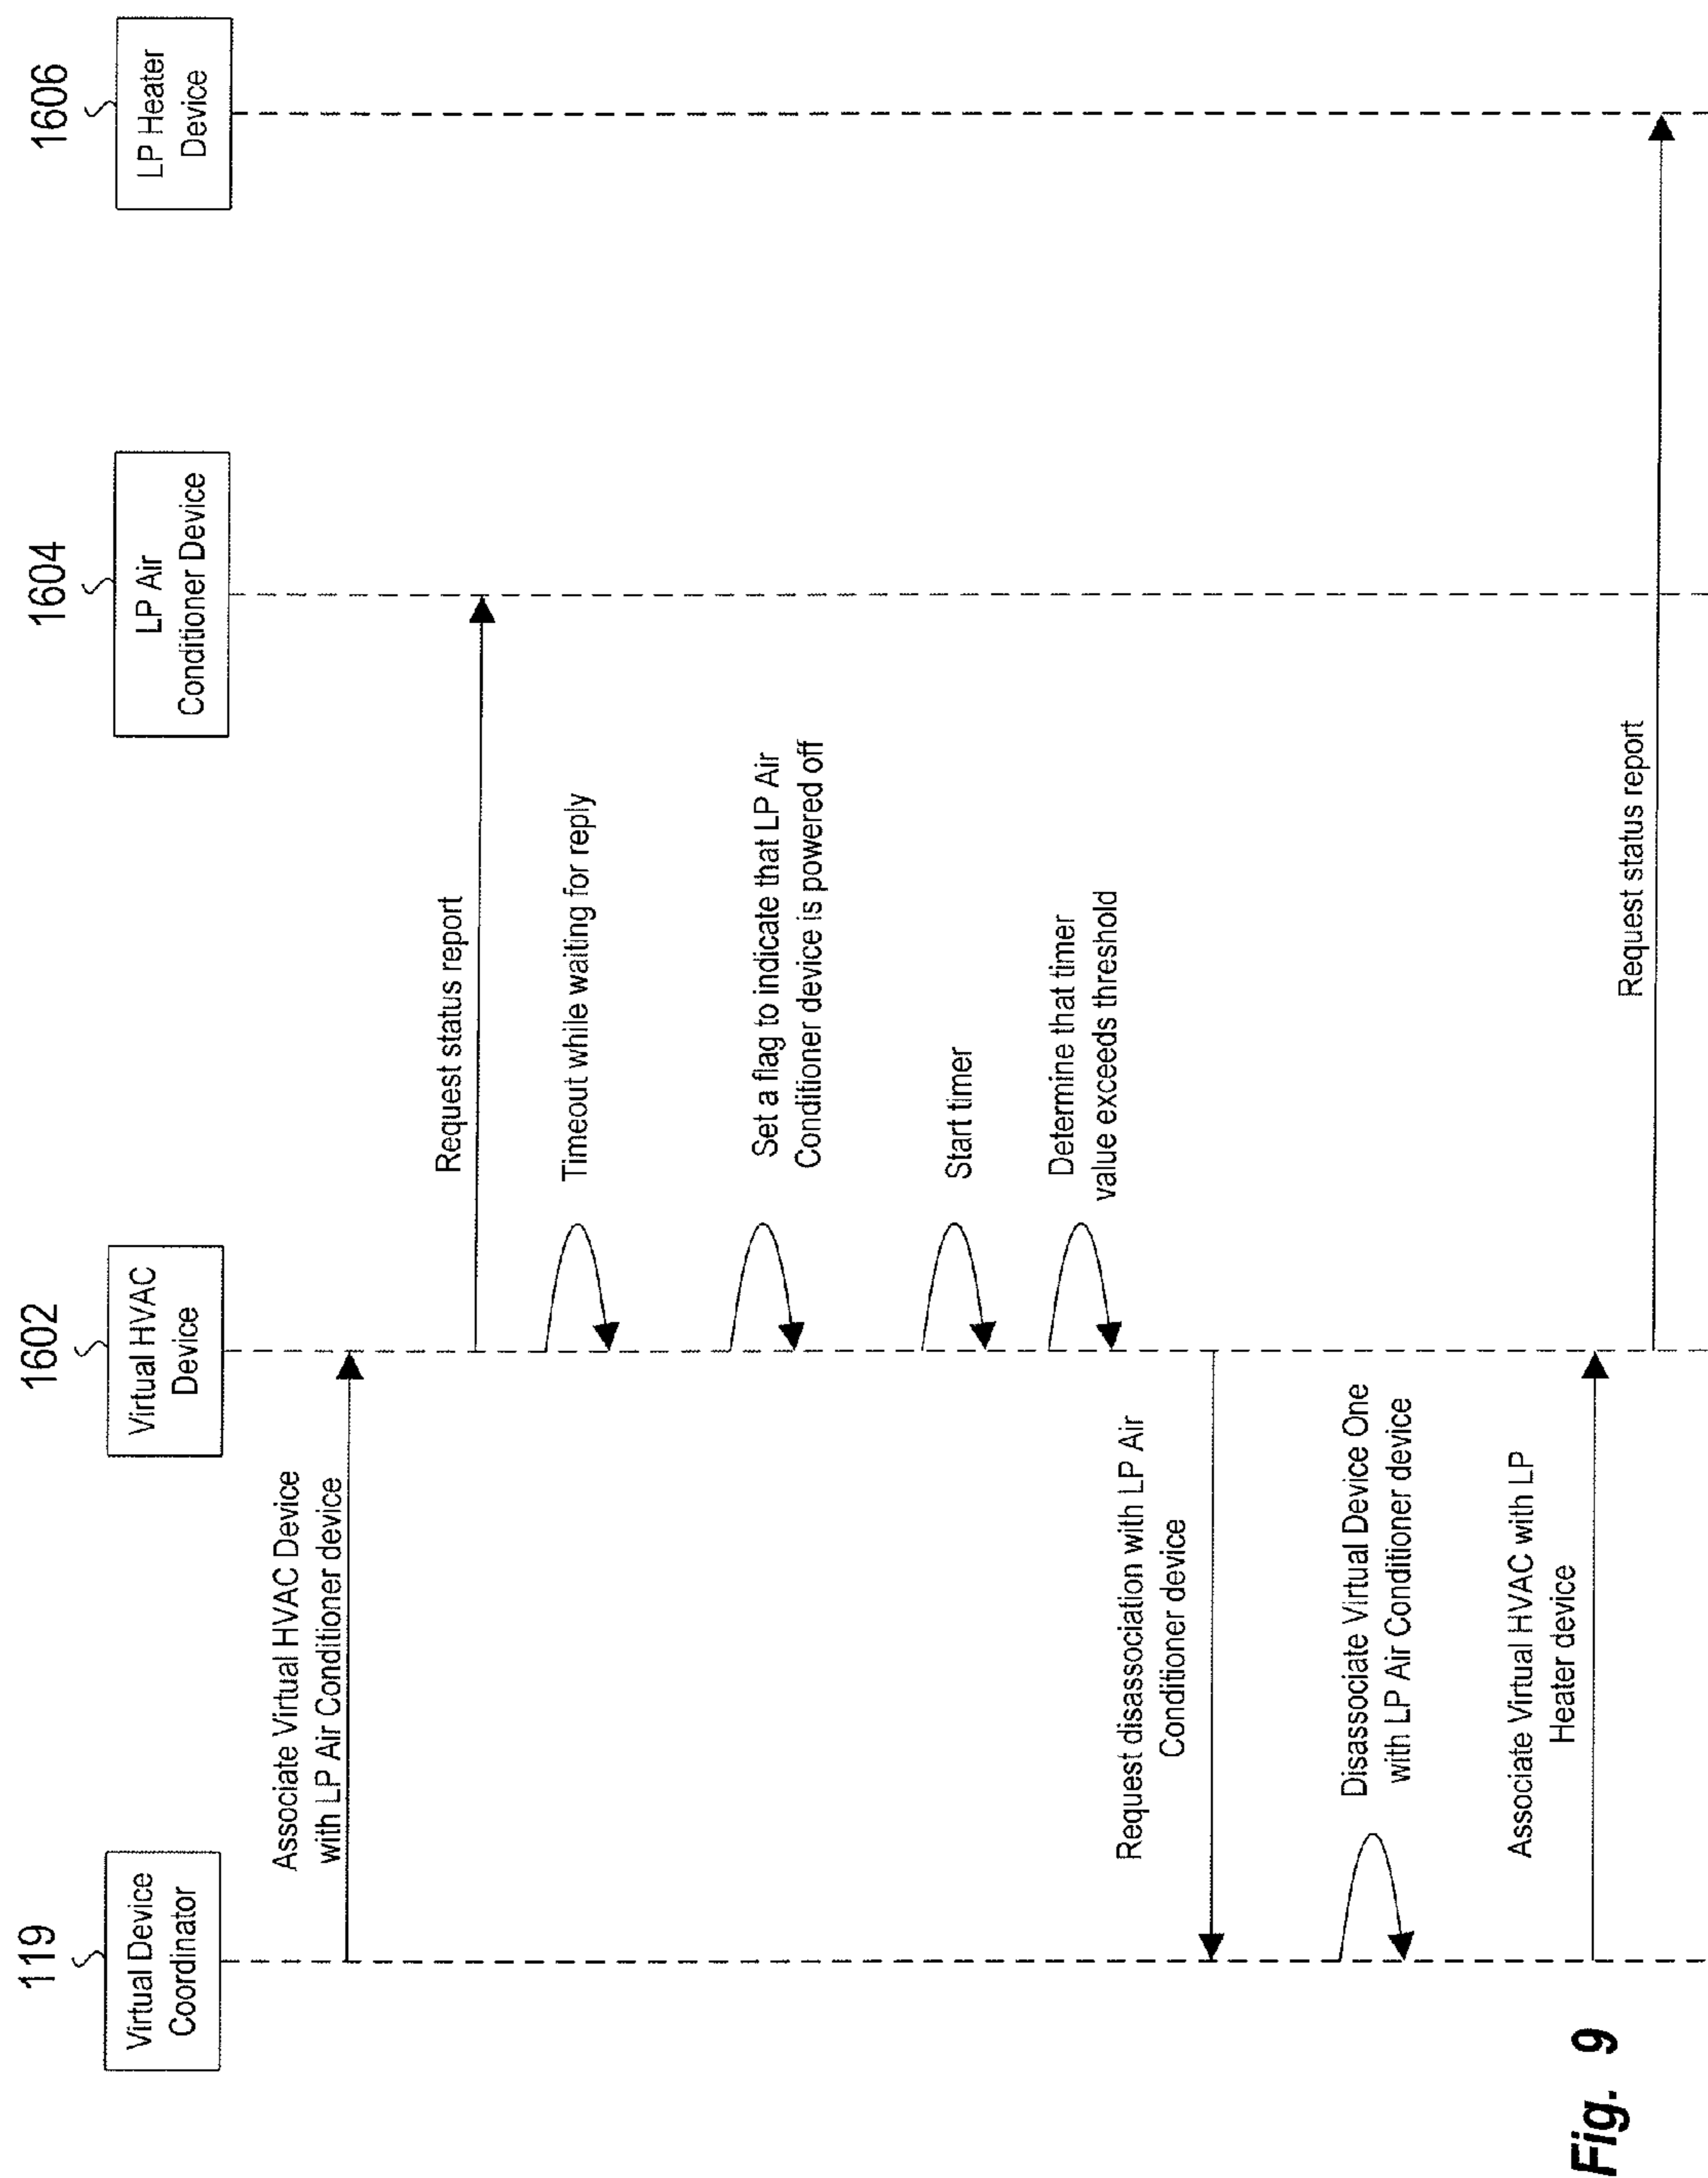 119
Virtual Device
Coordinator
1602
Virtual HVAC
Device
1604
LP Air
Conditioner Device
1606
LP Heater
Device
Associate Virtual HVAC Device
with LP Air Conditioner device
Request status report
Timeout while waiting for reply
Set a flag to indicate that LP Air
Conditioner device is powered off
Start timer
Determine that timer
value exceeds threshold
Request disassociation with LP Air
Conditioner device
Disassociate Virtual Device One
with LP Air Conditioner device
Associate Virtual HVAC with LP
Heater device
Request status report
Fig. 9